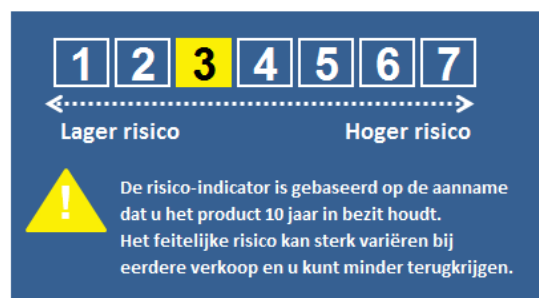 1 2 3 4 5 6 7
Lager risico Hoger risico
!
De risico-indicator is gebaseerd op de aanname
dat u het product 10 jaar in bezit houdt.
Het feitelijke risico kan sterk variëren bij
eerdere verkoop en u kunt minder terugkrijgen.